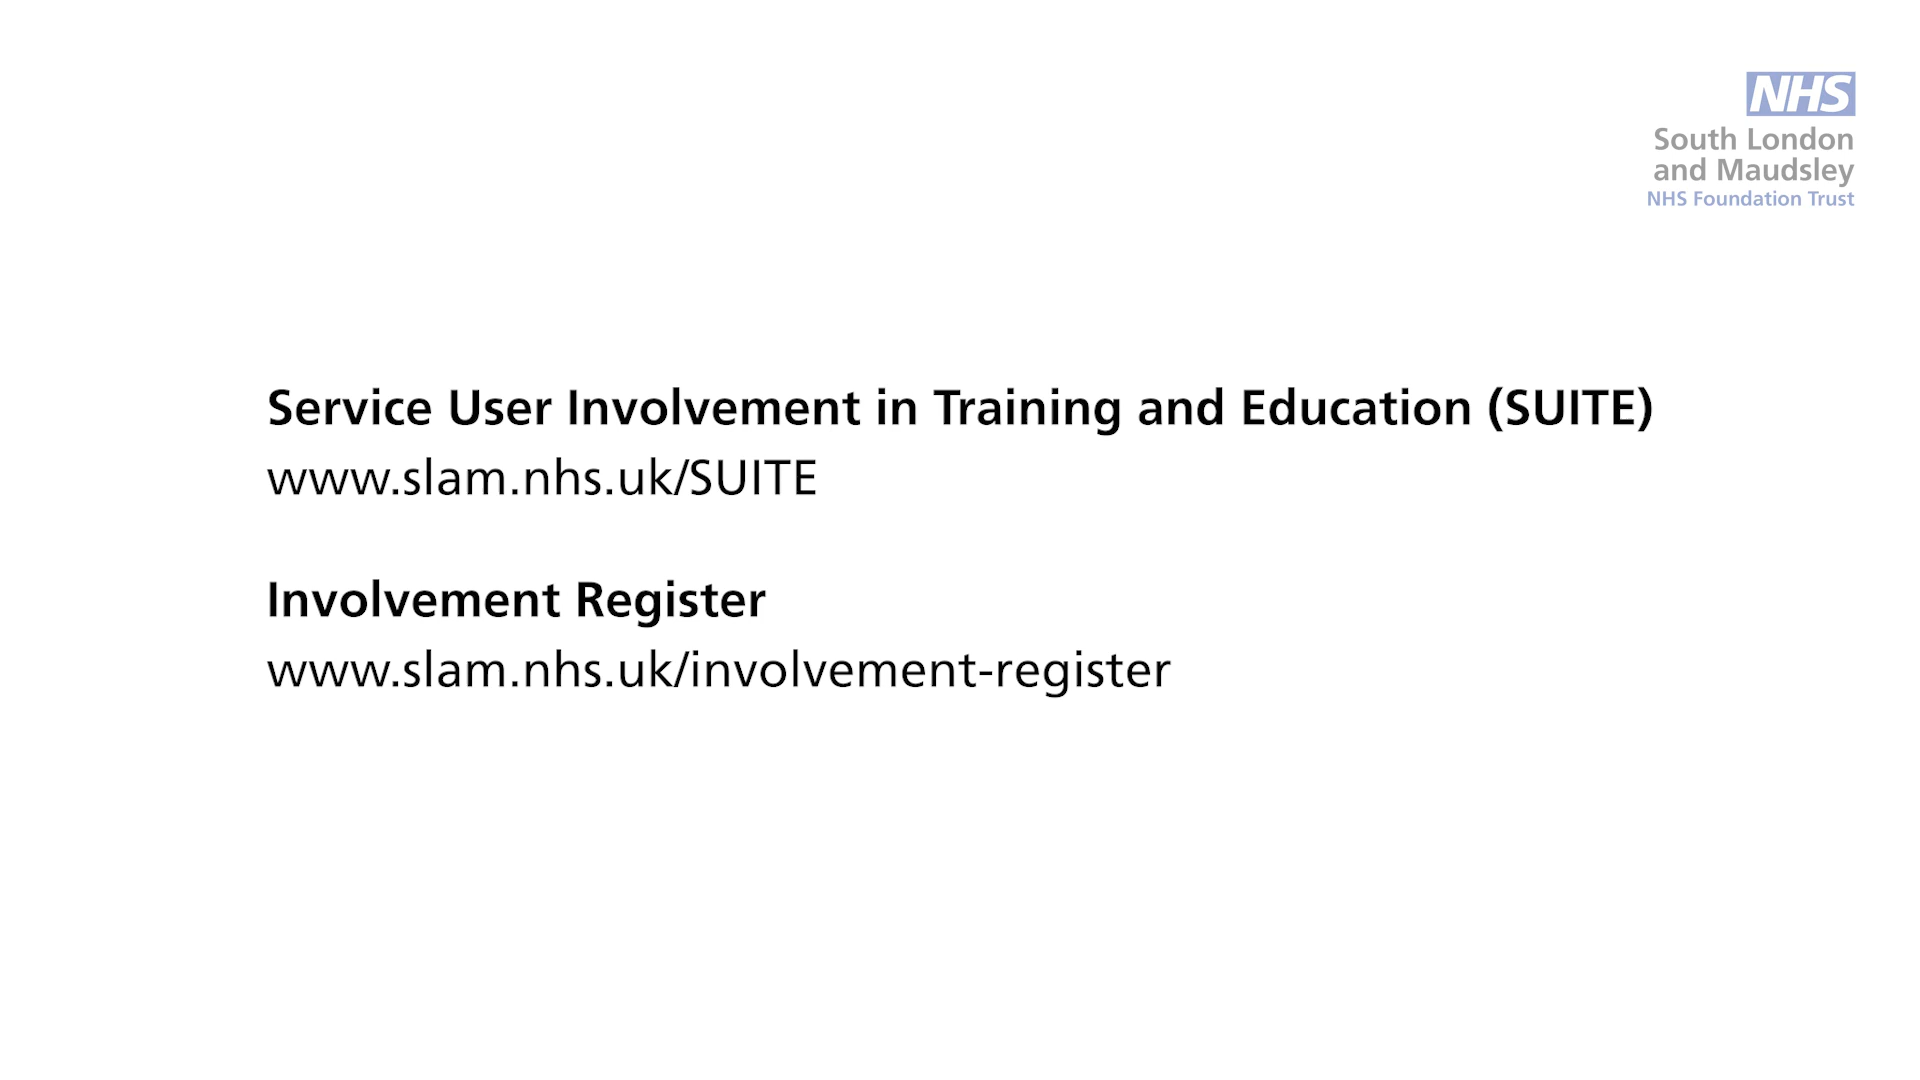 NHS
South London
and Maudsley
NHS Foundation Trust
Service User Involvement in Training and Education (SUITE)
www.slam.nhs.uk/SUITE
Involvement Register
www.slam.nhs.uk/involvement-register